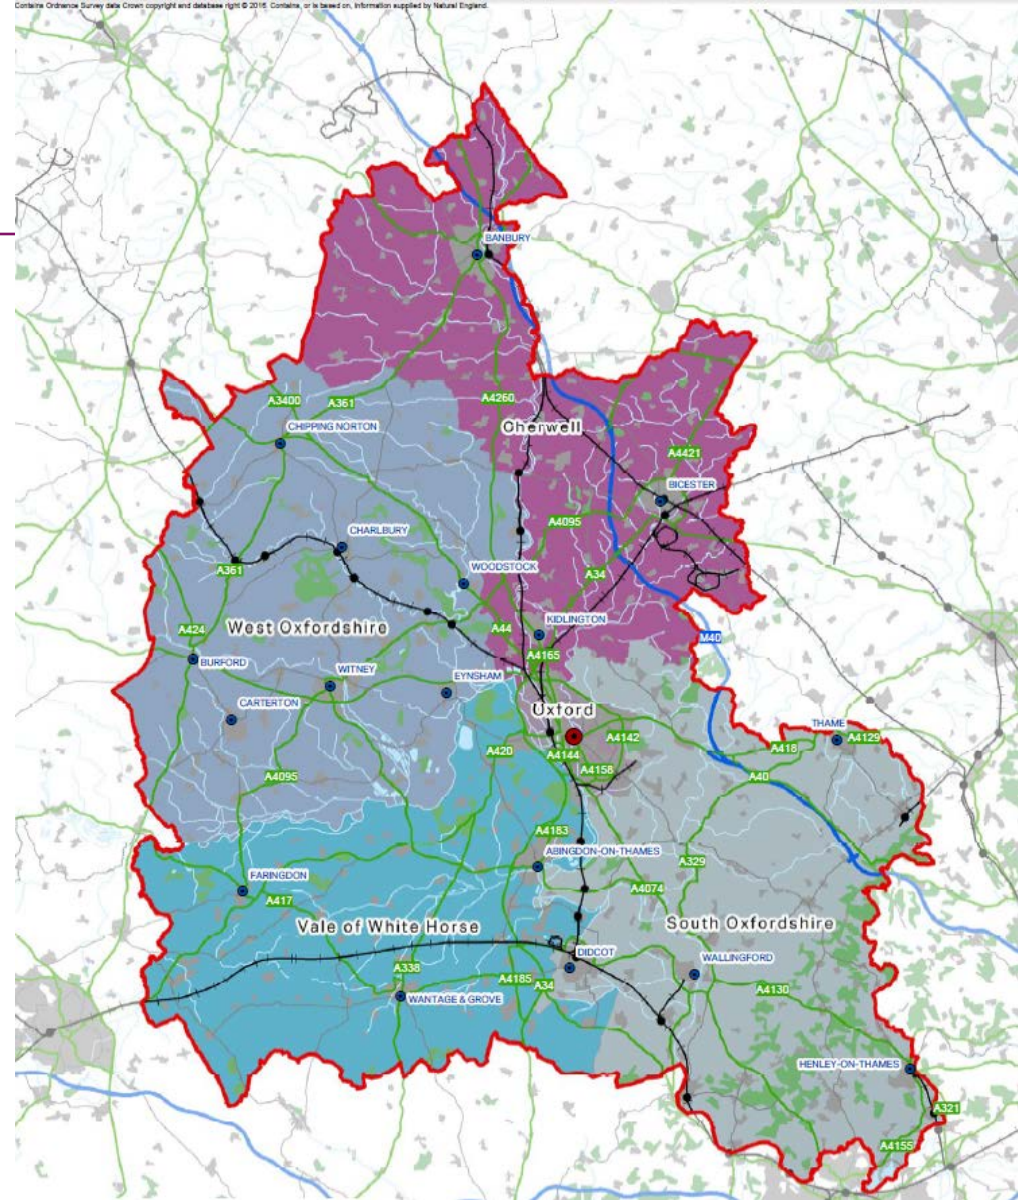 Contains Ordnance Survey data Crown copyright and database right © 2016. Contains, or is based on, information supplied by Natural England.
BANBURY
A3400
A361
A4260
Cherwell
CHIPPING NORTON
A4421
BICESTER
A4095
CHARLBURY
A361
WOODSTOCK
A34
A424
West Oxfordshire
A44
KIDLINGTON
M40
A4165
BURFORD
WITNEY
EYNSHAM
CARTERTON
Oxford
THAME
A4129
A4142
A418
A420
A4144
A4158
A4095
A40
A4183
ABINGDON-ON-THAMES
A329
FARINGDON
A417
A4074
Vale of White Horse
South Oxfordshire
DIDCOT
WALLINGFORD
A338
A4185
A34
A4130
WANTAGE & GROVE
HENLEY-ON-THAMES
A321
A4155